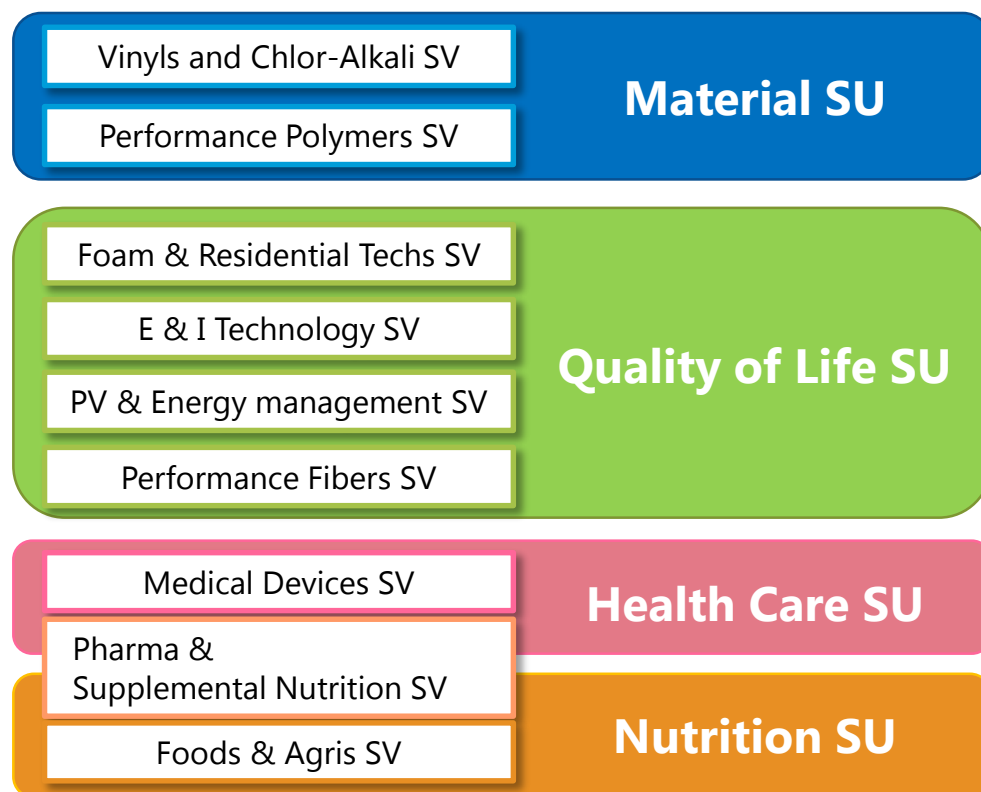 Vinyls and Chlor-Alkali SV
Performance Polymers SV
Material SU
Foam & Residential Techs SV
E & I Technology SV
PV & Energy management SV
Performance Fibers SV
Quality of Life SU
Medical Devices SV
Health Care SU
Pharma &
Supplemental Nutrition SV
Foods & Agris SV
Nutrition SU